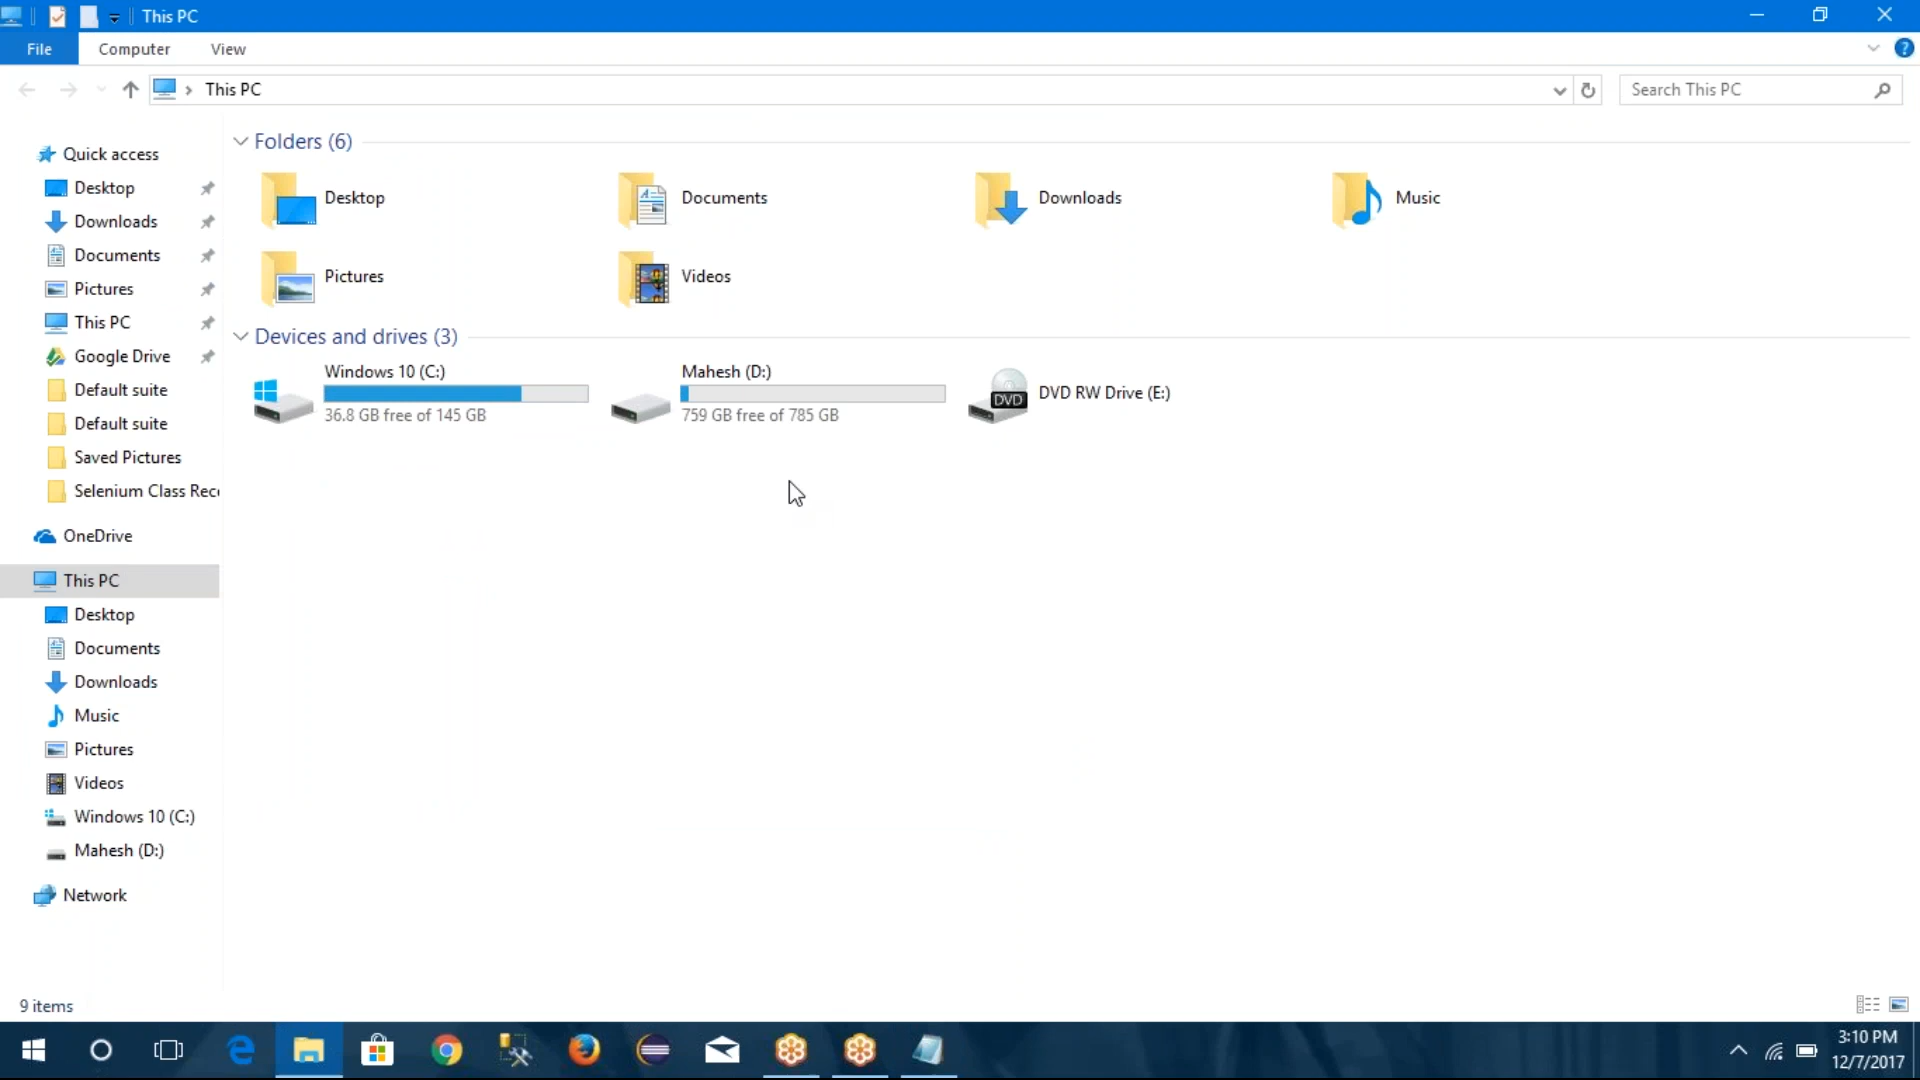 This PC
File Computer View
This PC
Search This PC
Quick access
Desktop
Downloads
Documents
Pictures
This PC
Google Drive
Default suite
Default suite
Saved Pictures
Selenium Class Rec
OneDrive
This PC
Desktop
Documents
Downloads
Music
Pictures
Videos
Windows 10 (C:)
Mahesh (D:)
Network
Folders (6)
Desktop
Documents
Downloads
Music
Pictures
Videos
Devices and drives (3)
Windows 10 (C:)
36.8 GB free of 145 GB
Mahesh (D:)
759 GB free of 785 GB
DVD
DVD RW Drive (E:)
9 items
3:10 PM
12/7/2017